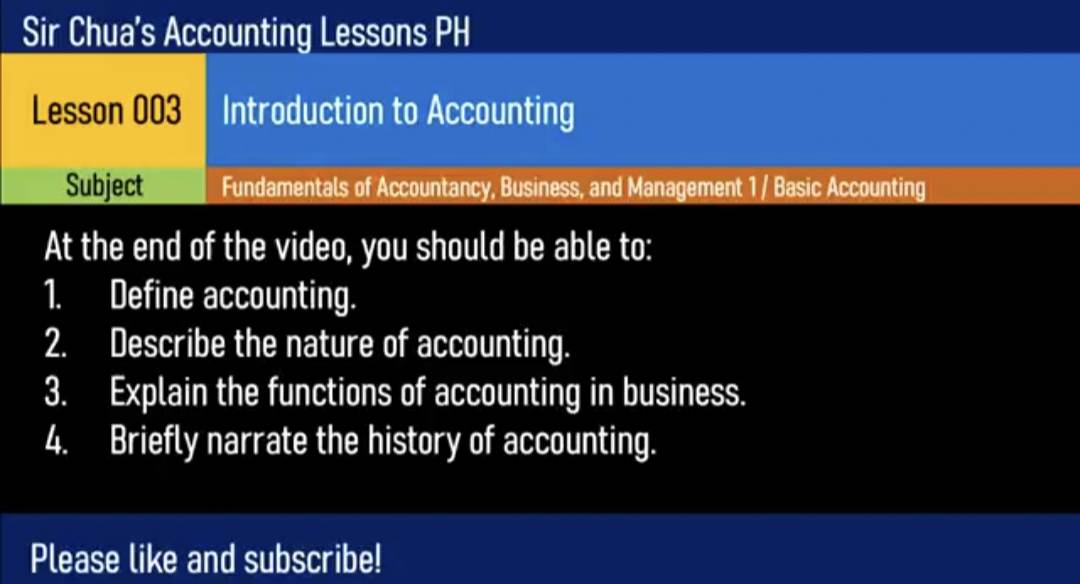 Sir Chua's Accounting Lessons PH
Lesson 003
Introduction to Accounting
Subject
Fundamentals of Accountancy, Business, and Management 1 / Basic Accounting
At the end of the video, you should be able to:
1. Define accounting.
2. Describe the nature of accounting.
3. Explain the functions of accounting in business.
4. Briefly narrate the history of accounting.
Please like and subscribe!